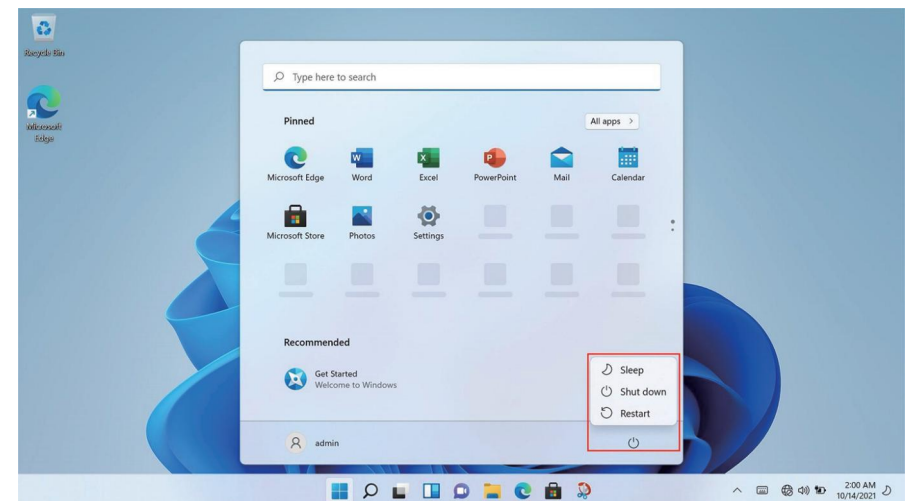 Recycle Bin
Microsoft
Edge
Type here to search
Pinned
All apps >
Microsoft Edge
Word
Excel
PowerPoint
Mail
Calendar
Microsoft Store
Photos
Settings
Recommended
Get Started
Welcome to Windows
Sleep
Shut down
Restart
admin
2:00 AM
10/14/2021